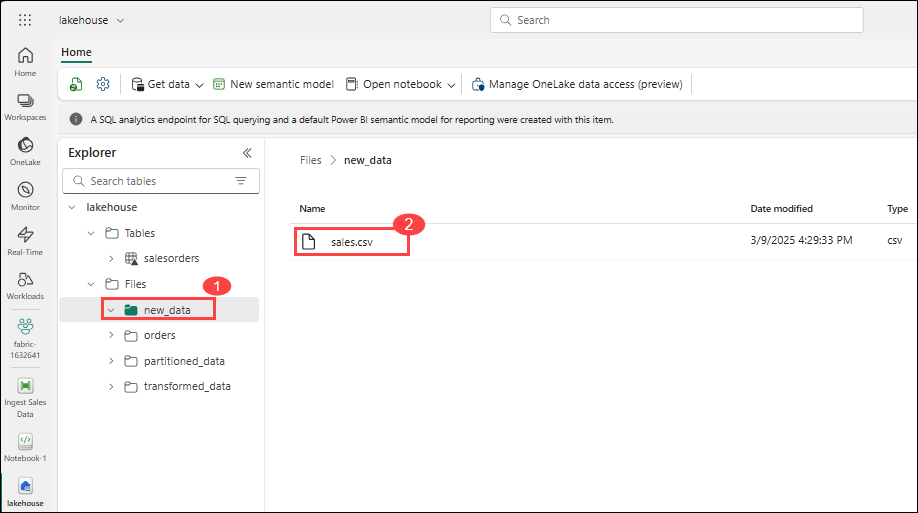 lakehouse
Search
Home
Workspaces
OneLake
Monitor
Real-Time
Workloads
fabric-
1632641
Ingest Sales
Data
Notebook-1
lakehouse
Home
Get data
New semantic model
Open notebook
Manage OneLake data access (preview)
A SQL analytics endpoint for SQL querying and a default Power BI semantic model for reporting were created with this item.
Explorer
Search tables
lakehouse
Tables
salesorders
Files
1
new_data
orders
partitioned_data
transformed_data
Files > new_data
Name Date modified Type
2
sales.csv 3/9/2025 4:29:33 PM csv